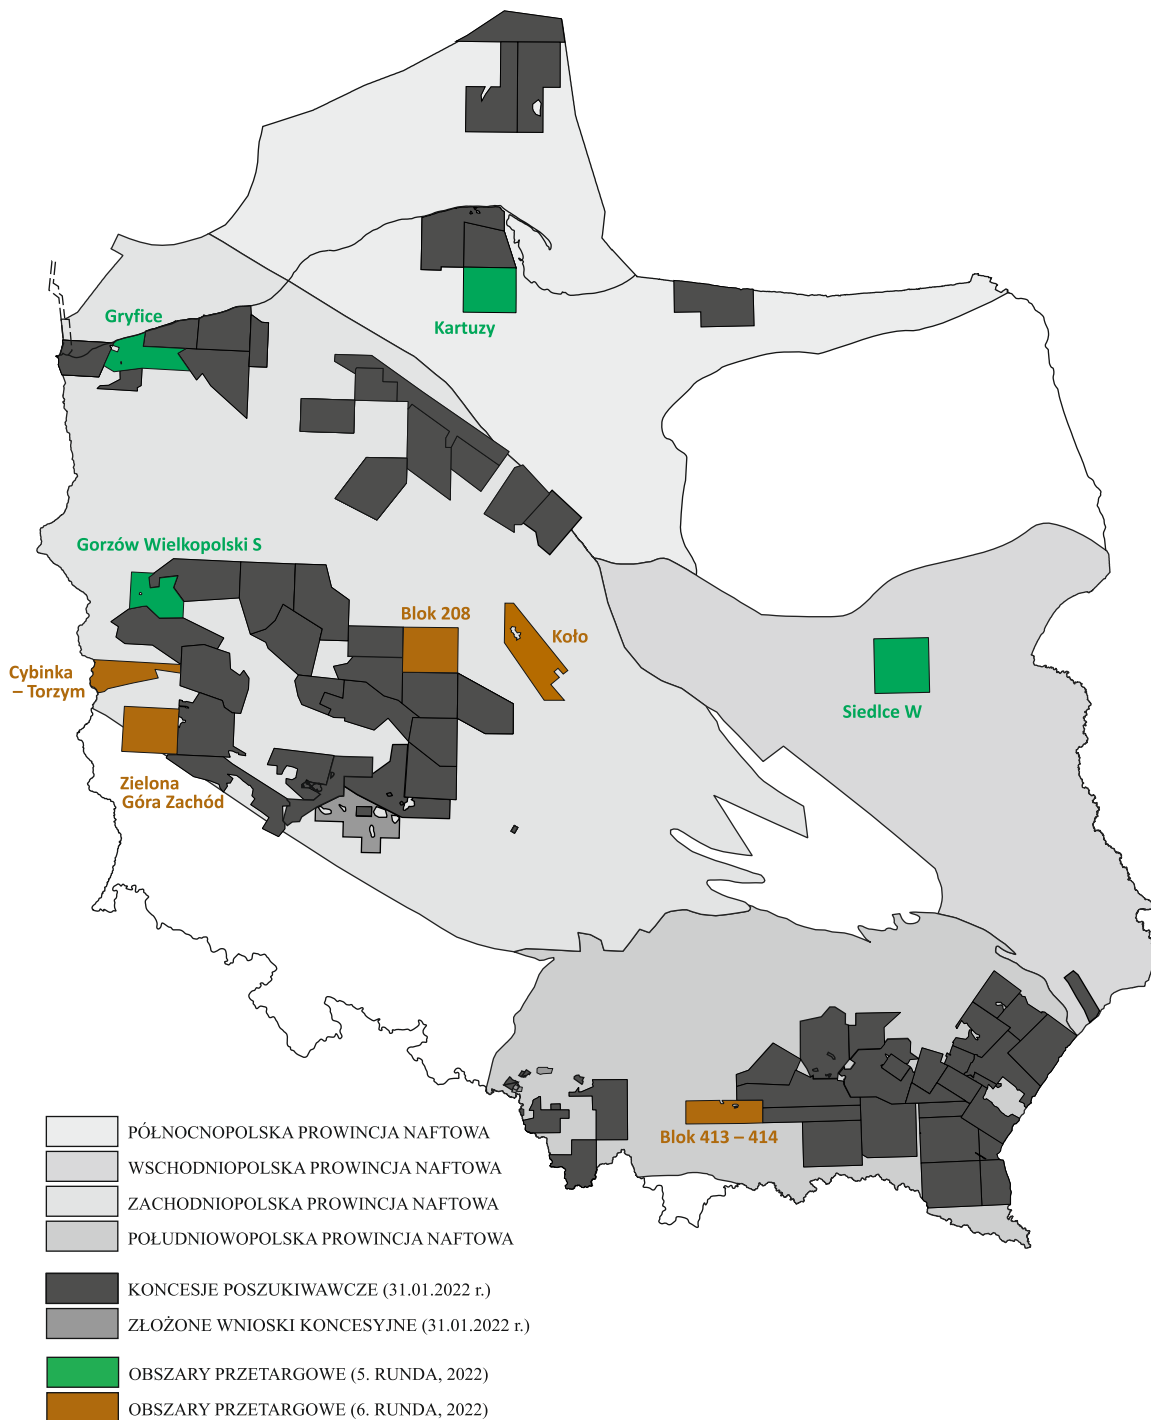 Gryfice
Kartuzy
Gorzów Wielkopolski S
Blok 208
Koło
Cybinka
– Torzym
Siedlce W
Zielona
Góra Zachód
Blok 413 – 414
PÓŁNOCNOPOLSKA PROWINCJA NAFTOWA
WSCHODNIOPOLSKA PROWINCJA NAFTOWA
ZACHODNIOPOLSKA PROWINCJA NAFTOWA
POŁUDNIOWOPOLSKA PROWINCJA NAFTOWA
KONCESJE POSZUKIWAWCZE (31.01.2022 r.)
ZŁOŻONE WNIOSKI KONCESYJNE (31.01.2022 r.)
OBSZARY PRZETARGOWE (5. RUNDA, 2022)
OBSZARY PRZETARGOWE (6. RUNDA, 2022)